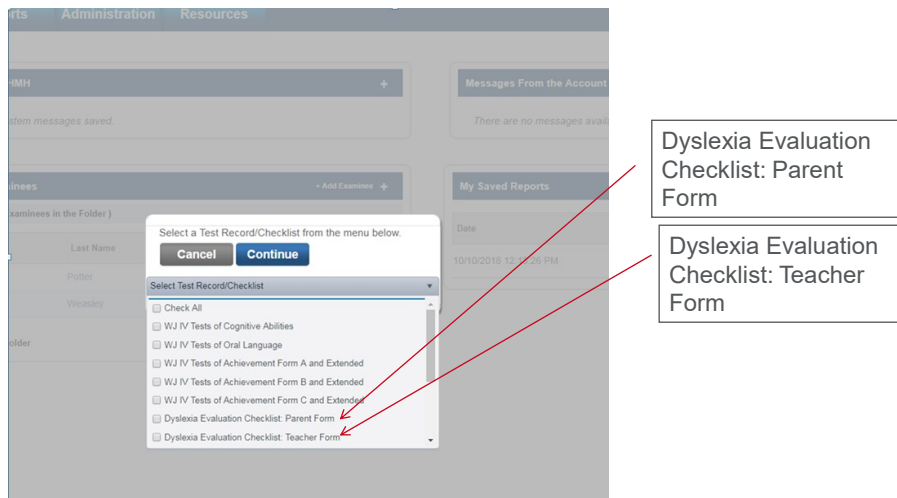 rts Administration Resources
HMH +
Messages From the Account
stem messages saved.
There are no messages availa
inees + Add Examinee +
My Saved Reports
xaminees in the Folder )
Date
Last Name
Potter
10/10/2016 12:12:26 PM
Weasley
older
Select a Test Record/Checklist from the menu below.
Cancel Continue
Select Test Record/Checklist
Check All
WJ IV Tests of Cognitive Abilities
WJ IV Tests of Oral Language
WJ IV Tests of Achievement Form A and Extended
WJ IV Tests of Achievement Form B and Extended
WJ IV Tests of Achievement Form C and Extended
Dyslexia Evaluation Checklist: Parent Form
Dyslexia Evaluation Checklist: Teacher Form
Dyslexia Evaluation
Checklist: Parent
Form
Dyslexia Evaluation
Checklist: Teacher
Form